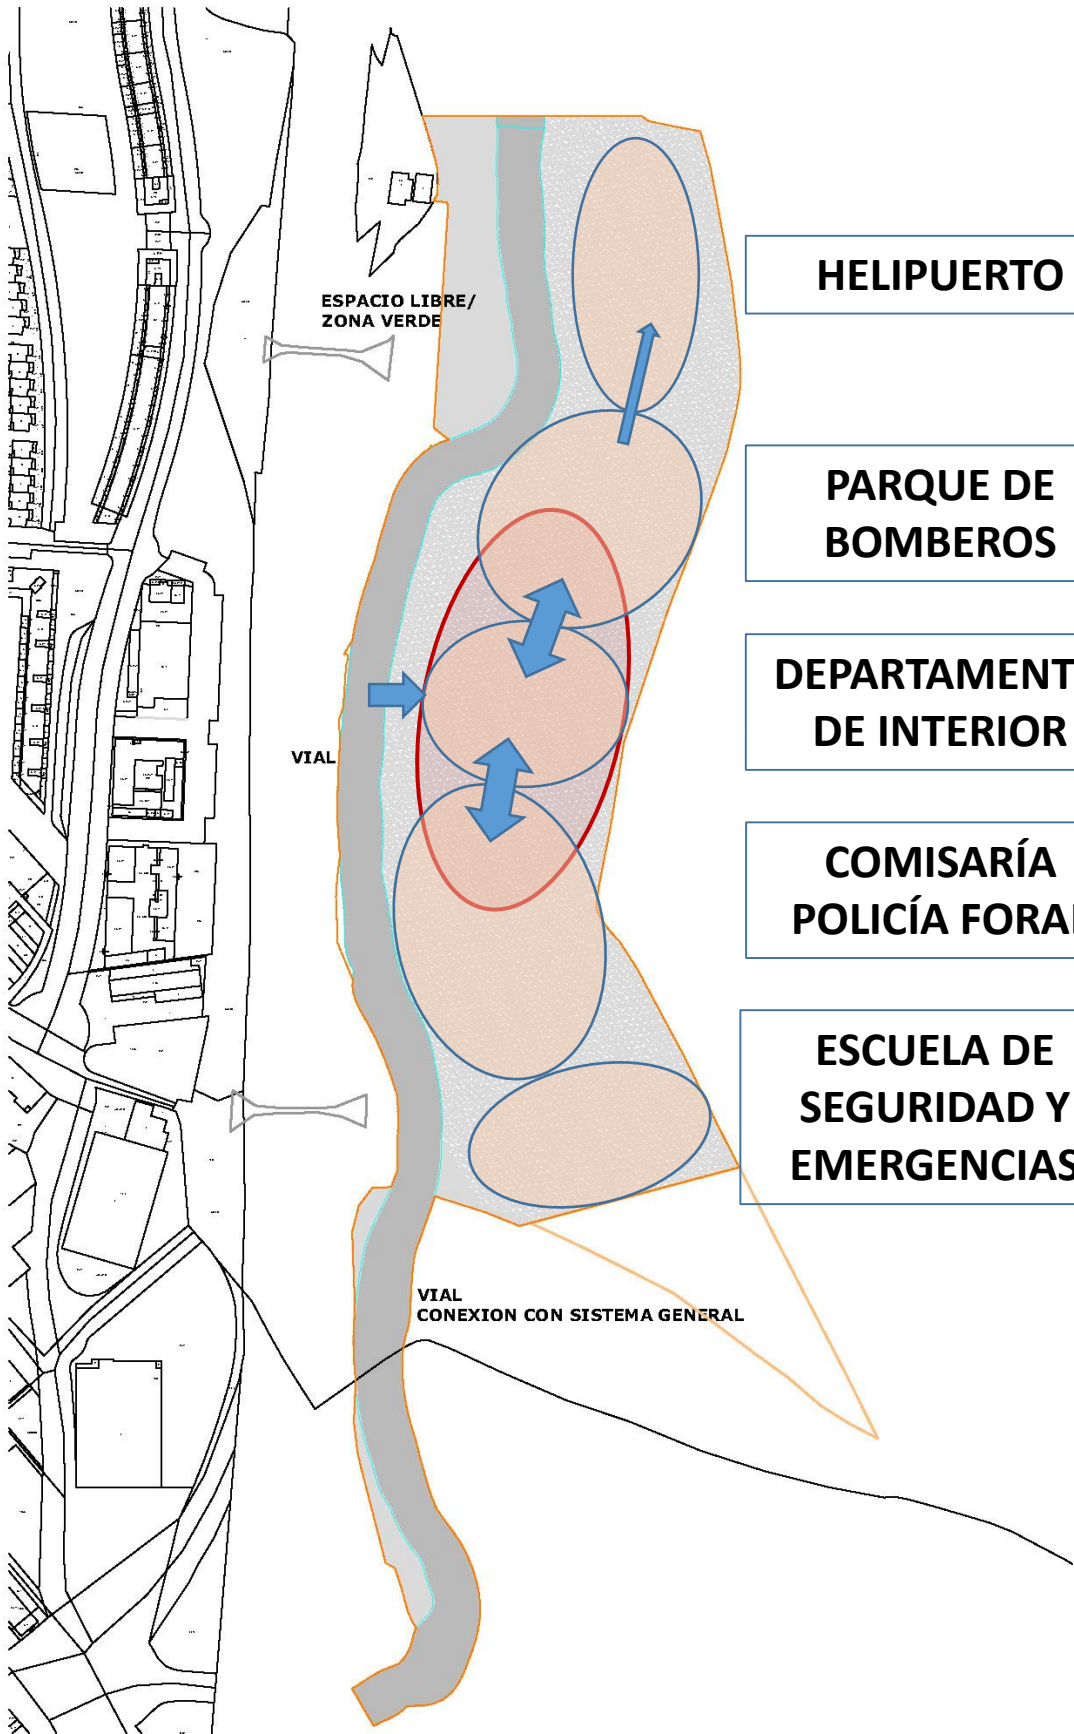 HELIPUERTO
ESPACIO LIBRE/
ZONA VERDE
PARQUE DE
BOMBEROS
DEPARTAMENT
DE INTERIOR
VIAL
COMISARÍA
POLICÍA FORAL
ESCUELA DE
SEGURIDAD Y
EMERGENCIAS
VIAL
CONEXION CON SISTEMA GENERAL